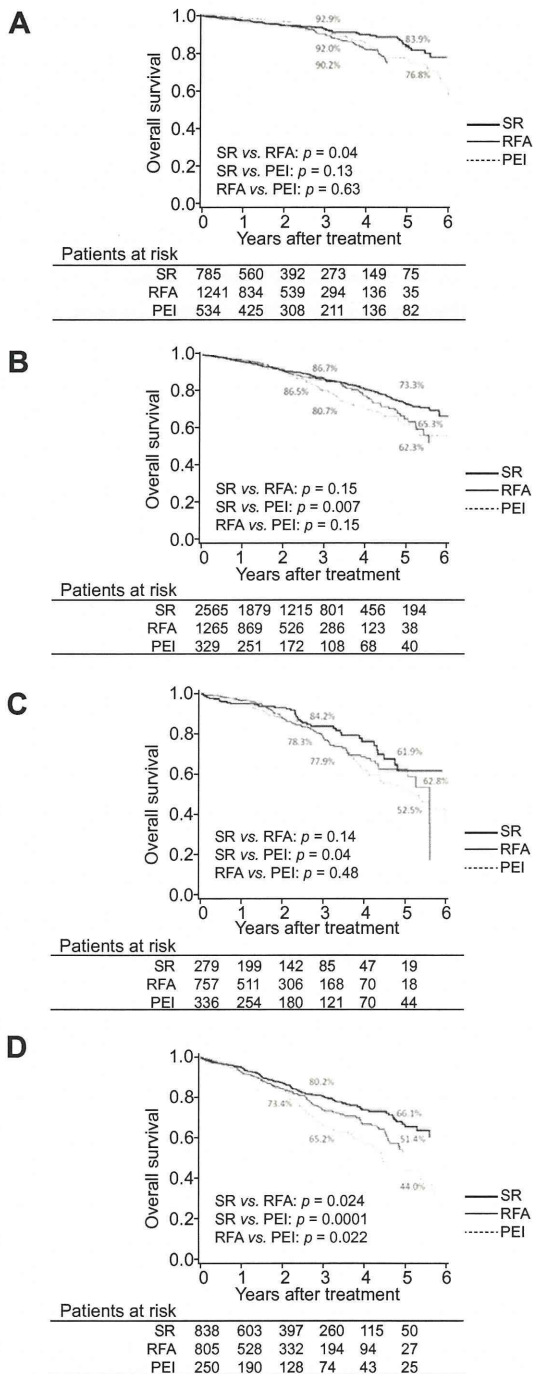 A
Overall survival
1.0
0.8
0.6
0.4
0.2
0.0
92.9%
92.0%
90.2%
83.9%
76.8%
SR vs. RFA: p = 0.04
SR vs. PEI: p = 0.13
RFA vs. PEI: p = 0.63
SR
RFA
PEI
0 1 2 3 4 5 6
Years after treatment
Patients at risk
SR 785 560 392 273 149 75
RFA 1241 834 539 294 136 35
PEI 534 425 308 211 136 82
B
Overall survival
1.0
0.8
0.6
0.4
0.2
0.0
86.7%
86.5%
80.7%
73.3%
65.3%
62.3%
SR vs. RFA: p = 0.15
SR vs. PEI: p = 0.007
RFA vs. PEI: p = 0.15
SR
RFA
PEI
0 1 2 3 4 5 6
Years after treatment
Patients at risk
SR 2565 1879 1215 801 456 194
RFA 1265 869 526 286 123 38
PEI 329 251 172 108 68 40
C
Overall survival
1.0
0.8
0.6
0.4
0.2
0.0
84.2%
78.3%
77.9%
61.9%
62.8%
52.5%
SR vs. RFA: p = 0.14
SR vs. PEI: p = 0.04
RFA vs. PEI: p = 0.48
SR
RFA
PEI
0 1 2 3 4 5 6
Years after treatment
Patients at risk
SR 279 199 142 85 47 19
RFA 757 511 306 168 70 18
PEI 336 254 180 121 70 44
D
Overall survival
1.0
0.8
0.6
0.4
0.2
0.0
80.2%
73.4%
65.2%
66.1%
51.4%
44.0%
SR vs. RFA: p = 0.024
SR vs. PEI: p = 0.0001
RFA vs. PEI: p = 0.022
SR
RFA
PEI
0 1 2 3 4 5 6
Years after treatment
Patients at risk
SR 838 603 397 260 115 50
RFA 805 528 332 194 94 27
PEI 250 190 128 74 43 25